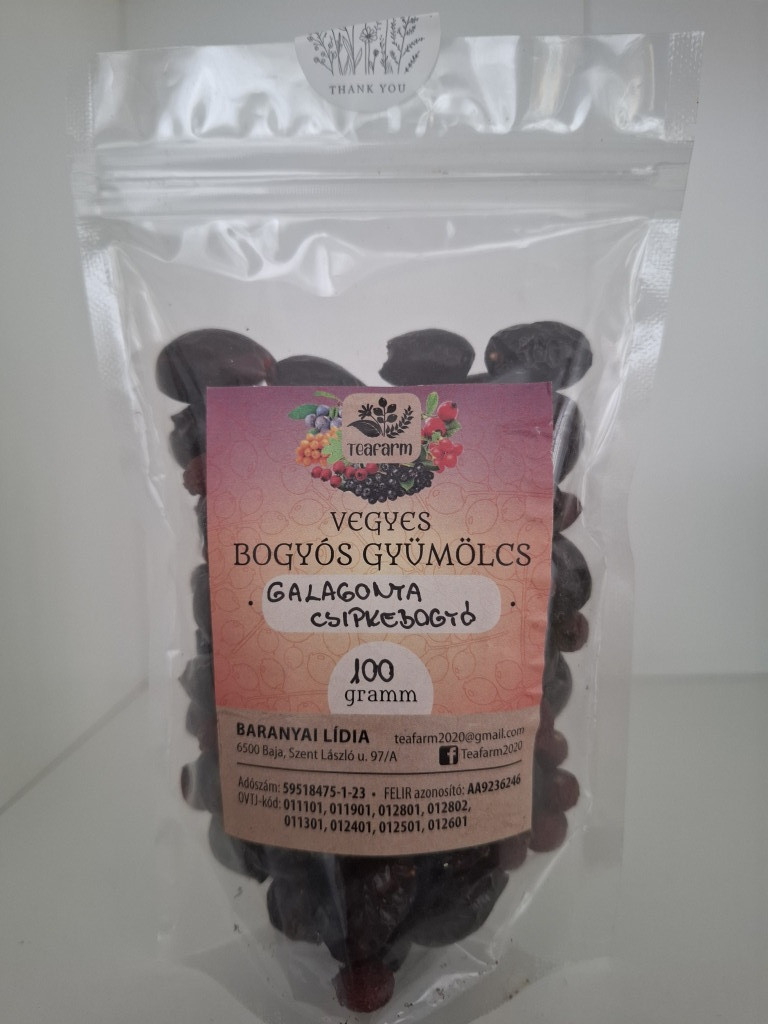 THANK YOU
Teafarm
VEGYES
BOGYÓS GYÜMÖLCS
GALAGONYA
CSIPKEBOGYÓ
100
gramm
BARANYAI LÍDIA teafarm2020@gmail.com
6500 Baja, Szent László u. 97/A f Teafarm2020
Adószám: 59518475-1-23 • FELIR azonosító: AA9236246
ÖVTJ-kód: 011101, 011901, 012801, 012802,
011301, 012401, 012501, 012601